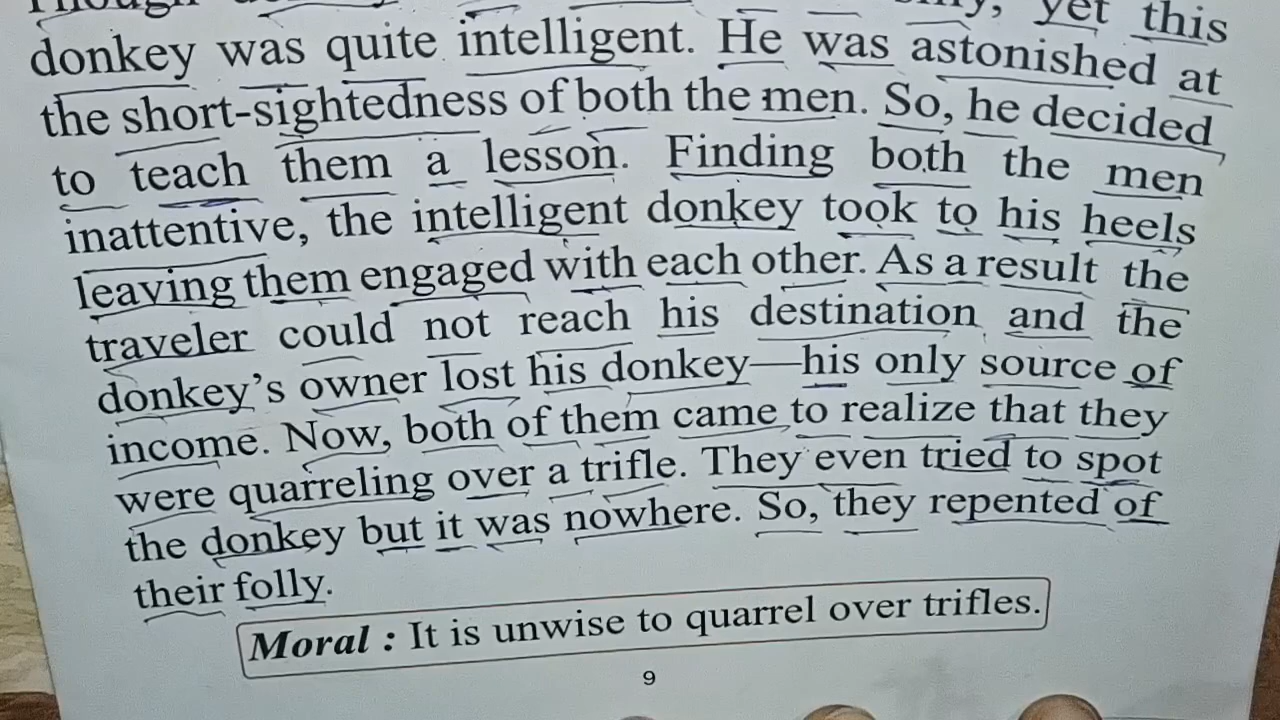 yet this
donkey was quite intelligent. He was astonished at
the short-sightedness of both the men. So, he decided
to teach them a lesson. Finding both the men
inattentive, the intelligent donkey took to his heels
leaving them engaged with each other. As a result the
traveler could not reach his destination and the
donkey's owner lost his donkey—his only source of
income. Now, both of them came to realize that they
were quarreling over a trifle. They even tried to spot
the donkey but it was nowhere. So, they repented of
their folly.
Moral : It is unwise to quarrel over trifles.
9